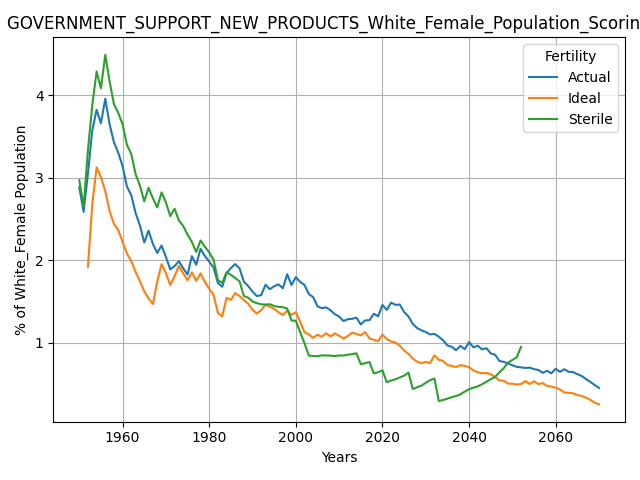 GOVERNMENT_SUPPORT_NEW_PRODUCTS_White_Female_Population_Scorin
Fertility
Actual
Ideal
Sterile
% of White_Female Population
4
3
2
1
1960 1980 2000 2020 2040 2060
Years